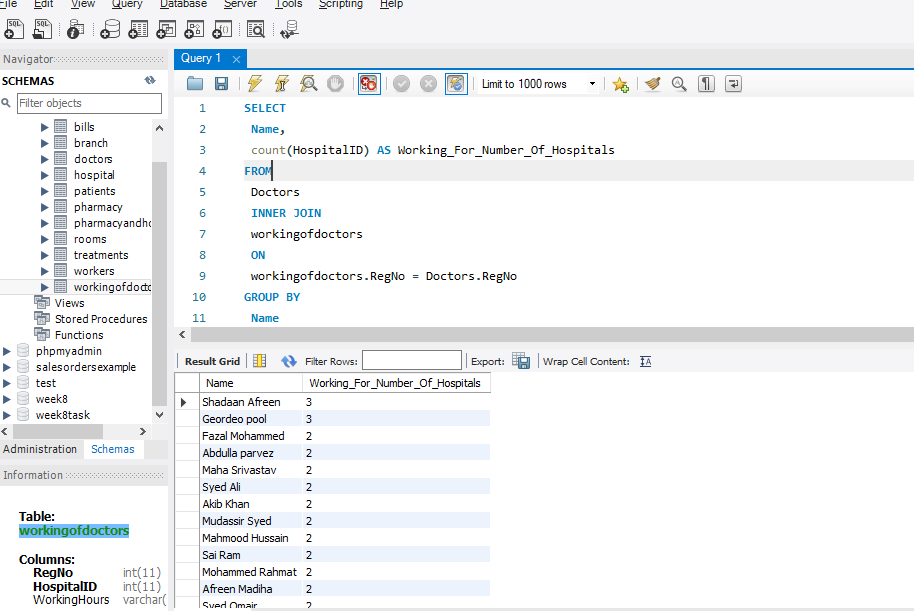 File Edit View Query Database Server Tools Scripting Help
Navigator
Query 1
SCHEMAS
Filter objects
Limit to 1000 rows
bills
branch
doctors
hospital
patients
pharmacy
pharmacyandho
rooms
treatments
workers
workingofdocto
Views
Stored Procedures
Functions
phpmyadmin
salesordersexample
test
week8
week8task
Administration Schemas
Information
Table:
workingofdoctors
Columns:
RegNo int(11)
HospitalID int(11)
WorkingHours varchar(
1 SELECT
2 Name,
3 count(HospitalID) AS Working_For_Number_Of_Hospitals
4 FROM
5 Doctors
6 INNER JOIN
7 workingofdoctors
8 ON
9 workingofdoctors.RegNo = Doctors.RegNo
10 GROUP BY
11 Name
Result Grid Filter Rows: Export: Wrap Cell Content:
Name Working_For_Number_Of_Hospitals
Shadaan Afreen 3
Geordeo pool 3
Fazal Mohammed 2
Abdulla parvez 2
Maha Srivastav 2
Syed Ali 2
Akib Khan 2
Mudassir Syed 2
Mahmood Hussain 2
Sai Ram 2
Mohammed Rahmat 2
Afreen Madiha 2
Syed Omair 2